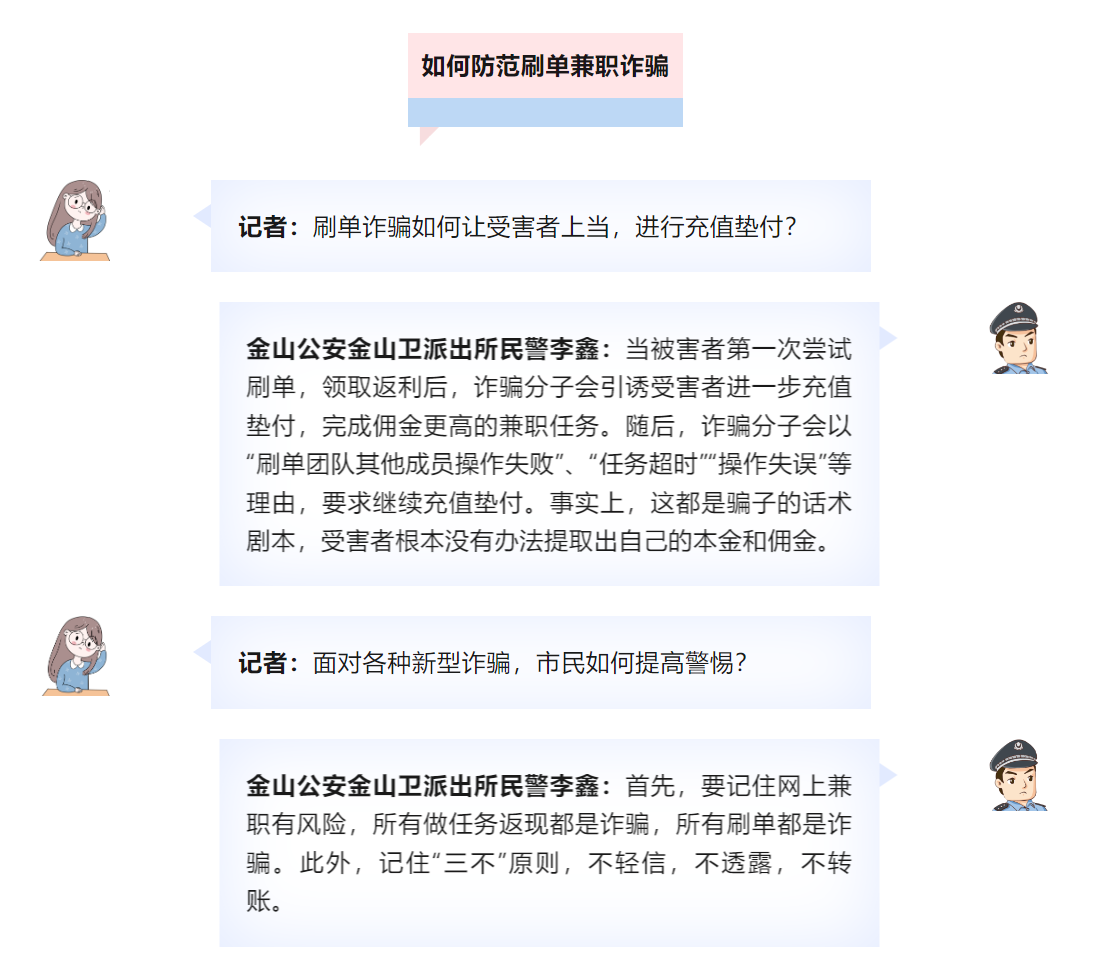 如何防范刷单兼职诈骗
记者：刷单诈骗如何让受害者上当，进行充值垫付？
金山公安金山卫派出所民警李鑫：当被害者第一次尝试
刷单，领取返利后，诈骗分子会引诱受害者进一步充值
垫付，完成佣金更高的兼职任务。随后，诈骗分子会以
“刷单团队其他成员操作失败”、“任务超时”“操作失误”等
理由，要求继续充值垫付。事实上，这都是骗子的话术
剧本，受害者根本没有办法提取出自己的本金和佣金。
记者：面对各种新型诈骗，市民如何提高警惕？
金山公安金山卫派出所民警李鑫：首先，要记住网上兼
职有风险，所有做任务返现都是诈骗，所有刷单都是诈
骗。此外，记住“三不”原则，不轻信，不透露，不转
账。